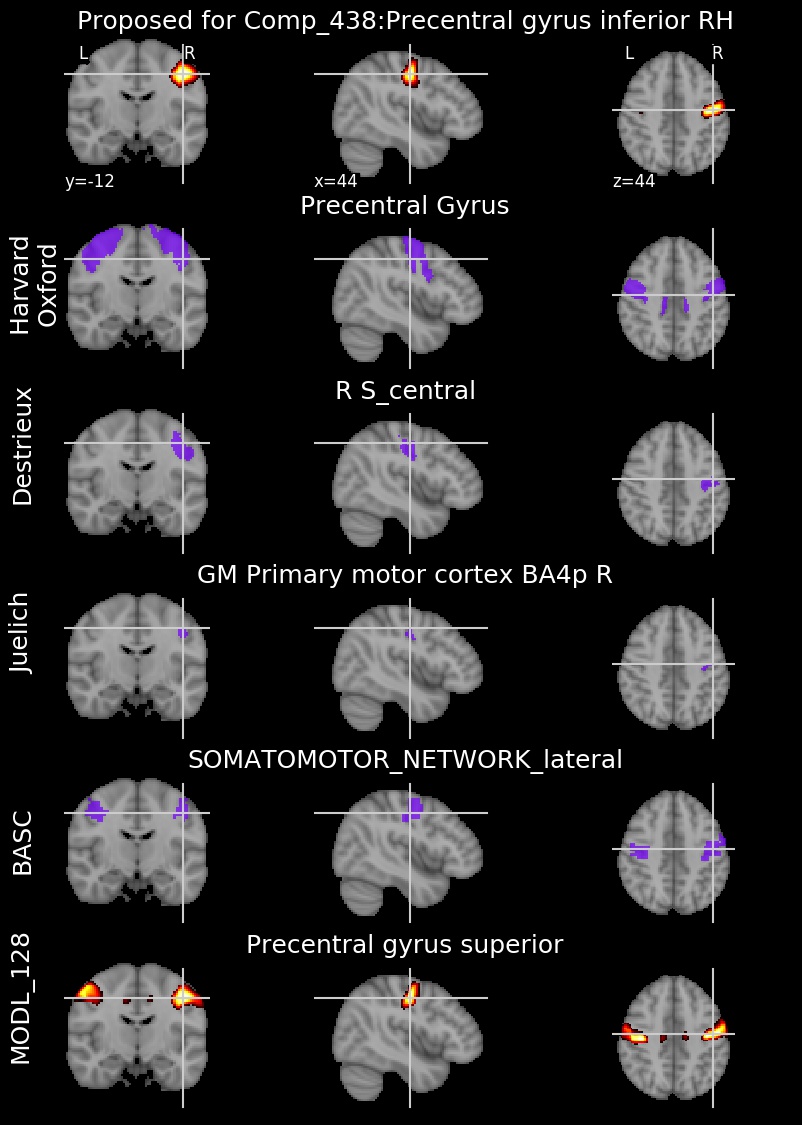 Proposed for Comp_438:Precentral gyrus inferior RH
L R L R
y=-12 x=44 z=44
Precentral Gyrus
Harvard
Oxford
R S_central
Destrieux
GM Primary motor cortex BA4p R
Juelich
SOMATOMOTOR_NETWORK_lateral
BASC
Precentral gyrus superior
MODL_128